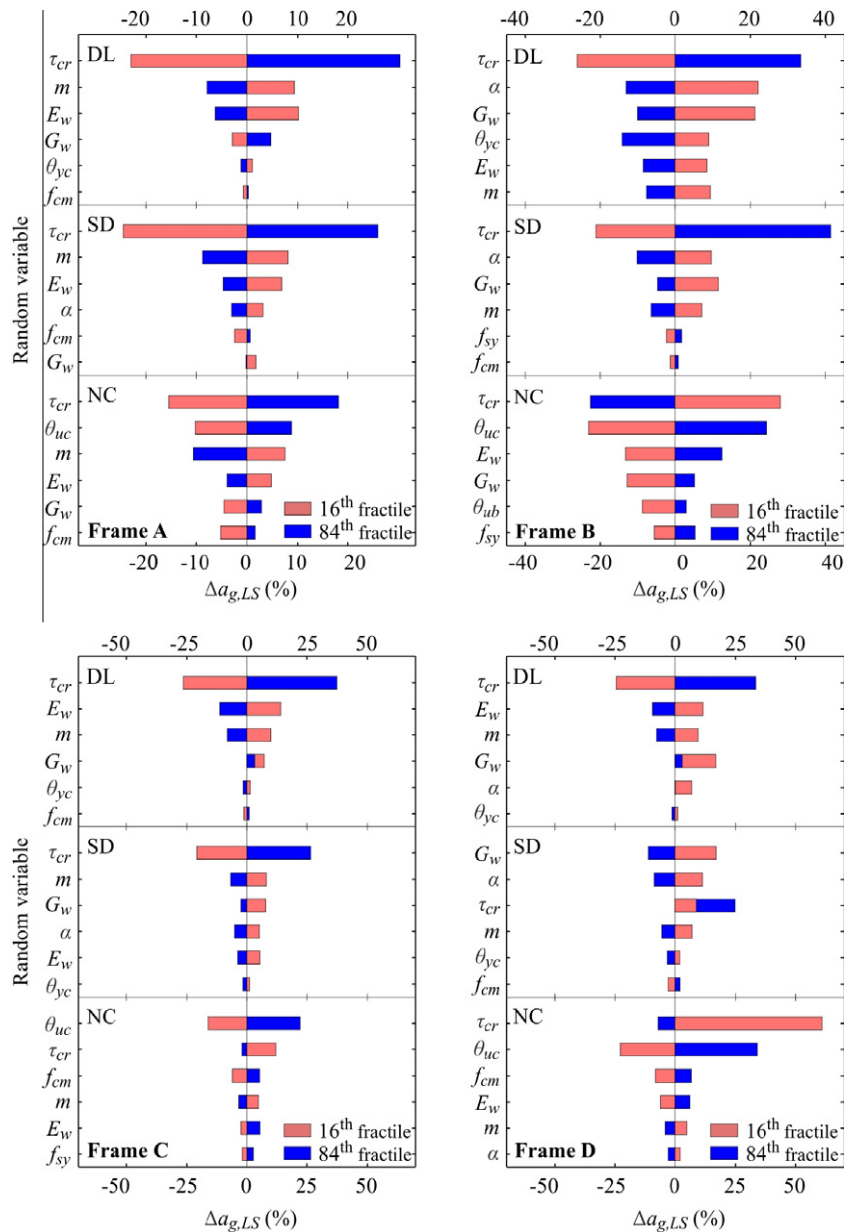 -20 -10 0 10 20
DL
τcr
m
Ew
Gw
θyc
fcm
SD
τcr
m
Ew
α
fcm
Gw
NC
τcr
θuc
m
Ew
Gw
fcm
Random variable
Frame A
16th fractile
84th fractile
-20 -10 0 10 20
Δag,LS (%)
-40 -20 0 20 40
DL
τcr
α
Gw
θyc
Ew
m
SD
τcr
α
Gw
m
fsy
fcm
NC
τcr
θuc
Ew
Gw
θub
fsy
Frame B
16th fractile
84th fractile
-40 -20 0 20 40
Δag,LS (%)
-50 -25 0 25 50
DL
τcr
Ew
m
Gw
θyc
fcm
SD
τcr
m
Gw
α
Ew
θyc
NC
θuc
τcr
fcm
m
Ew
fsy
Random variable
Frame C
16th fractile
84th fractile
-50 -25 0 25 50
Δag,LS (%)
-50 -25 0 25 50
DL
τcr
Ew
m
Gw
α
θyc
SD
Gw
α
τcr
m
θyc
fcm
NC
τcr
θuc
fcm
Ew
m
α
Frame D
16th fractile
84th fractile
-50 -25 0 25 50
Δag,LS (%)